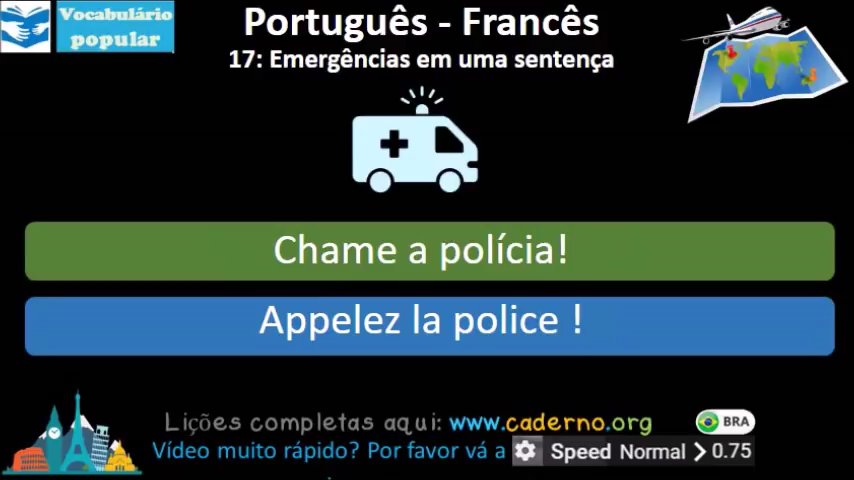 Vocabulário
popular
Português - Francês
17: Emergências em uma sentença
Chame a polícia!
Appelez la police !
Lições completas aqui: www.caderno.org
BRA
Vídeo muito rápido? Por favor vá a Speed Normal > 0.75